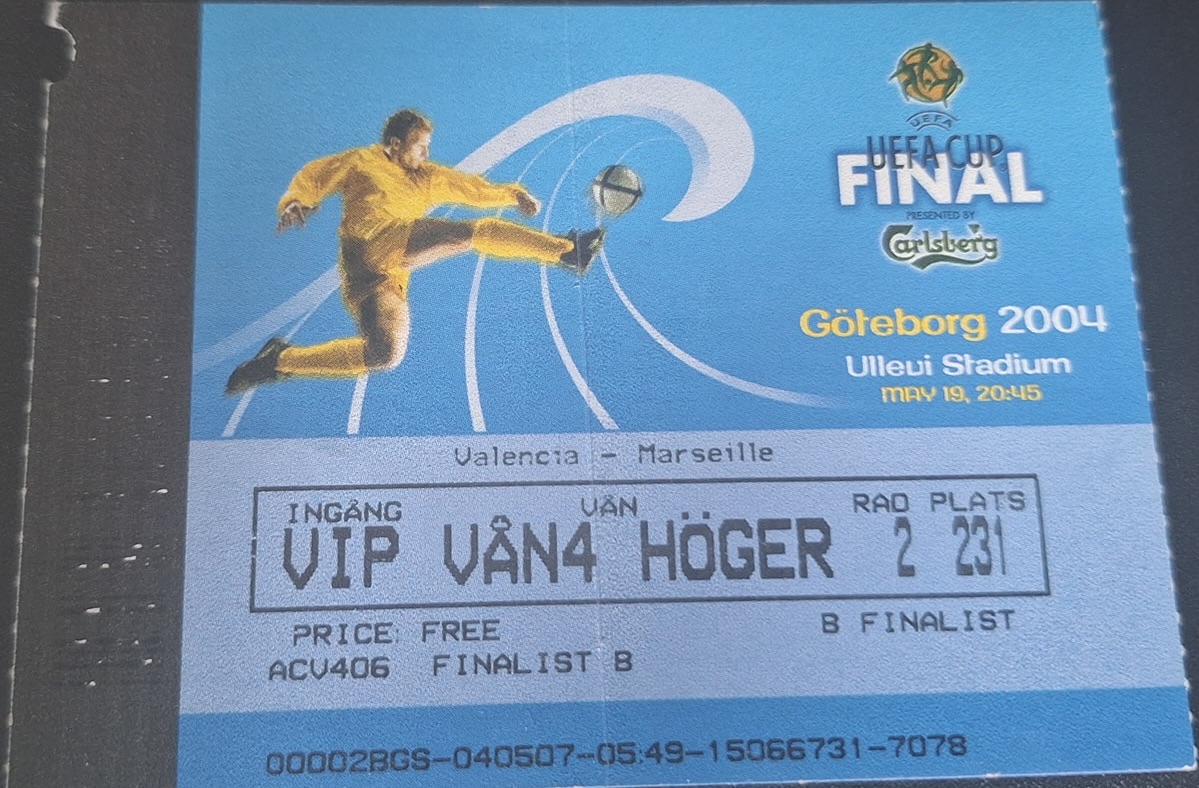 UEFA
UEFA CUP
FINAL
PRESENTED BY
Carlsberg
Göteborg 2004
Ullevi Stadium
MAY 19, 20:45
Valencia - Marseille
INGÅNG VÅN RAD PLATS
VIP VÅN4 HÖGER 2 231
PRICE: FREE B FINALIST
ACV406 FINALIST B
00002BGS-040507-05:49-15066731-7078